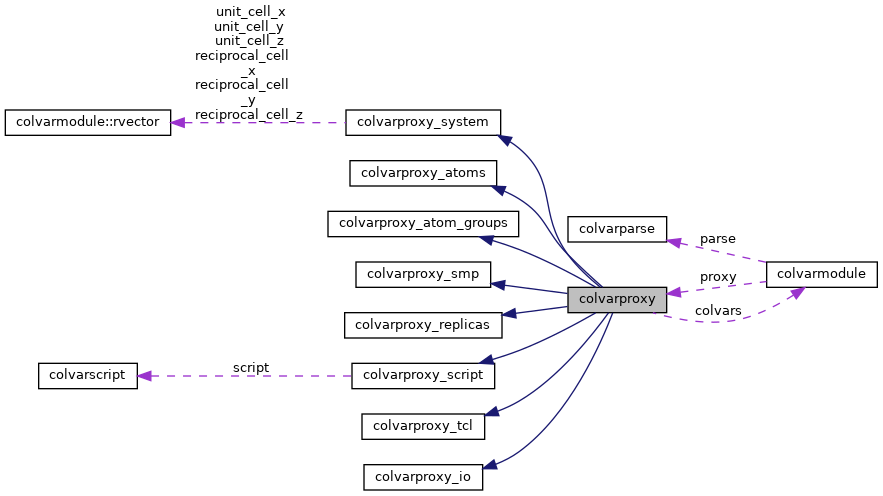 unit_cell_x
unit_cell_y
unit_cell_z
reciprocal_cell
_x
reciprocal_cell
_y
reciprocal_cell_z
colvarmodule::rvector
colvarproxy_system
colvarproxy_atoms
colvarproxy_atom_groups
colvarparse
parse
colvarproxy_smp
proxy
colvarmodule
colvarproxy
colvars
colvarproxy_replicas
colvarscript
script
colvarproxy_script
colvarproxy_tcl
colvarproxy_io